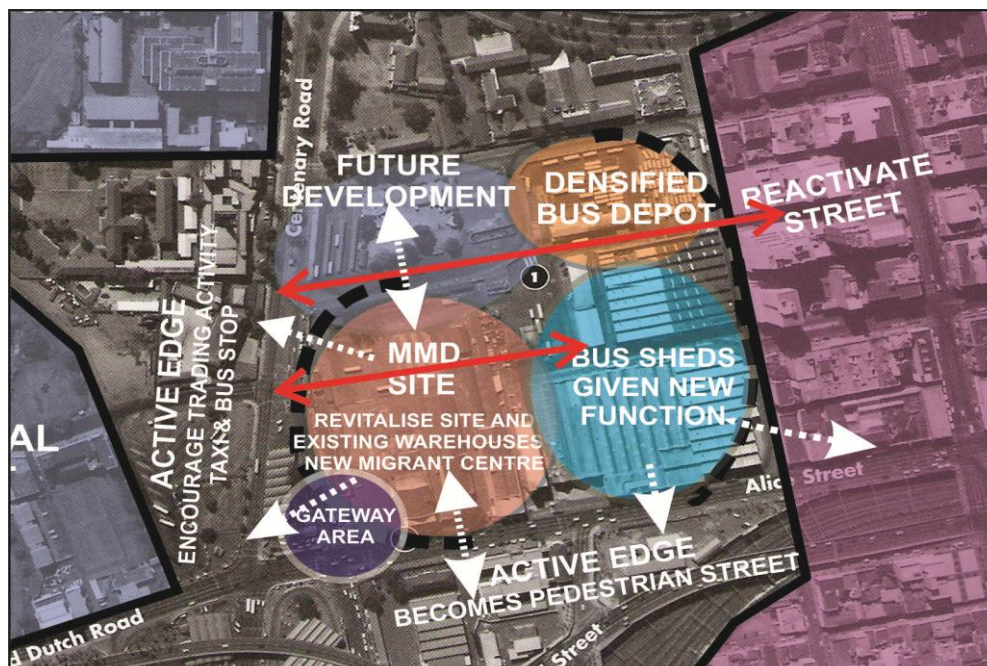 Centenary Road
FUTURE
DEVELOPMENT
DENSIFIED
BUS DEPOT
REACTIVATE
STREET
1
MMD
SITE
REVITALISE SITE AND
EXISTING WAREHOUSES
NEW MIGRANT CENTRE
BUS SHEDS
GIVEN NEW
FUNCTION
ACTIVE EDGE
ENCOURAGE TRADING ACTIVITY
TAXI & BUS STOP
AL
GATEWAY
AREA
Alice Street
ACTIVE EDGE
BECOMES PEDESTRIAN STREET
d Dutch Road
Street